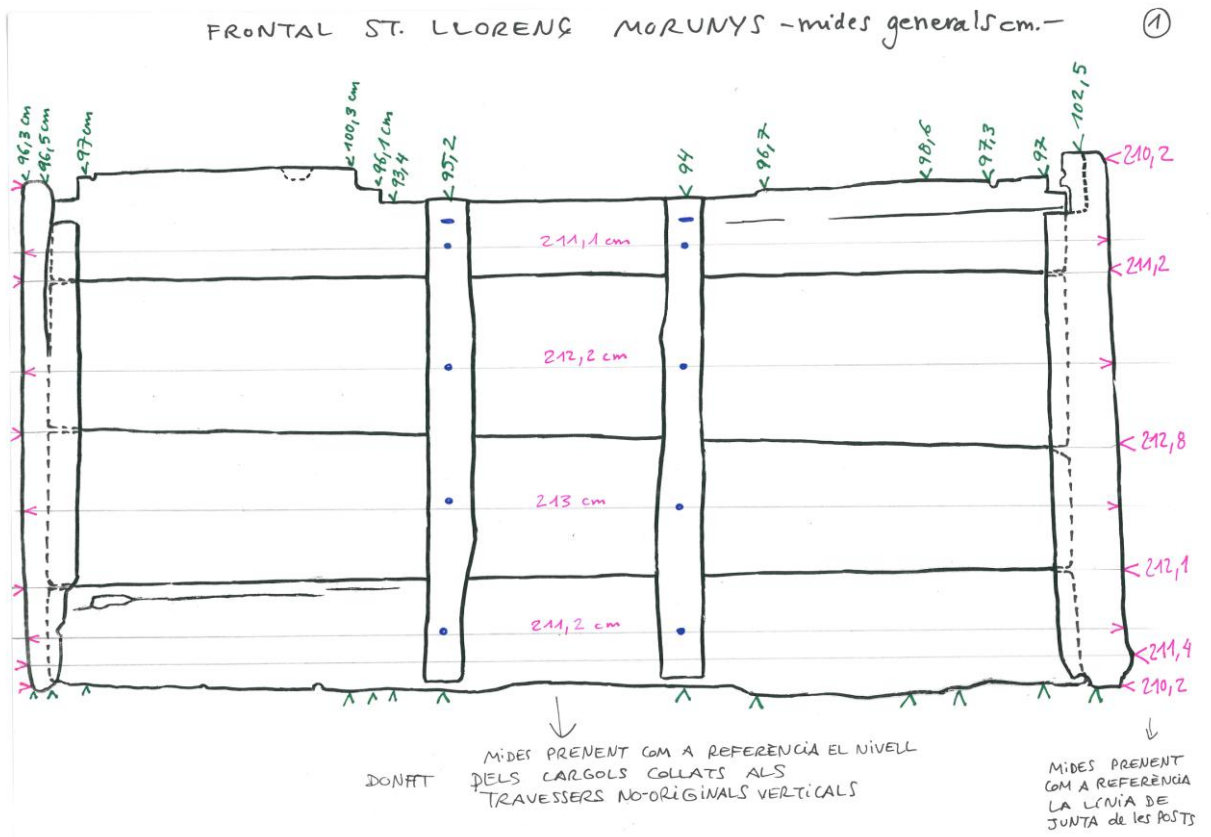 FRONTAL ST. LLORENÇ MORUNYS -mides generals cm.- 1
96,3 cm
96,5 cm
97 cm
100,3 cm
96,1 cm
93,4
95,2
94
96,7
98,6
97,3
97
102,5
210,2
211,1 cm
211,2
212,2 cm
212,8
213 cm
212,1
211,2 cm
211,4
210,2
MIDES PRENENT COM A REFERÈNCIA EL NIVELL
DELS CARGOLS COLLATS ALS
TRAVESSERS NO-ORIGINALS VERTICALS
MIDES PRENENT
COM A REFERÈNCIA
LA LÍNIA DE
JUNTA de les POSTS